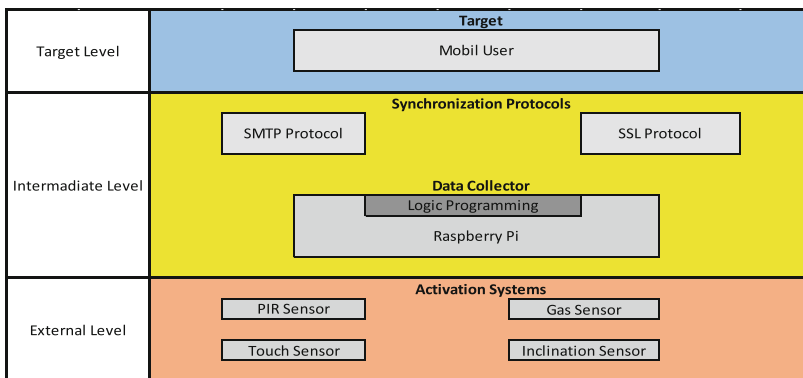 Target
Target Level
Mobil User
Synchronization Protocols
SMTP Protocol
SSL Protocol
Intermadiate Level
Data Collector
Logic Programming
Raspberry Pi
Activation Systems
External Level
PIR Sensor
Gas Sensor
Touch Sensor
Inclination Sensor